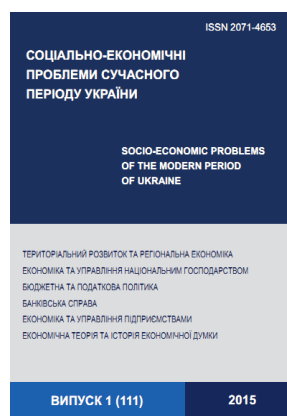 ISSN 2071-4653
СОЦІАЛЬНО-ЕКОНОМІЧНІ
ПРОБЛЕМИ СУЧАСНОГО
ПЕРІОДУ УКРАЇНИ
SOCIO-ECONOMIC PROBLEMS
OF THE MODERN PERIOD
OF UKRAINE
ТЕРИТОРІАЛЬНИЙ РОЗВИТОК ТА РЕГІОНАЛЬНА ЕКОНОМІКА
ЕКОНОМІКА ТА УПРАВЛІННЯ НАЦІОНАЛЬНИМ ГОСПОДАРСТВОМ
БЮДЖЕТНА ТА ПОДАТКОВА ПОЛІТИКА
БАНКІВСЬКА СПРАВА
ЕКОНОМІКА ТА УПРАВЛІННЯ ПІДПРИЄМСТВАМИ
ЕКОНОМІЧНА ТЕОРІЯ ТА ІСТОРІЯ ЕКОНОМІЧНОЇ ДУМКИ
ВИПУСК 1 (111)
2015